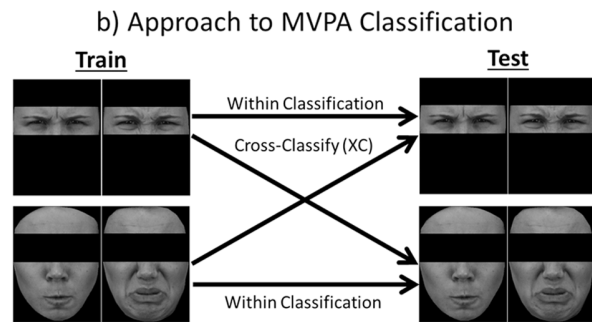 b) Approach to MVPA Classification
Train
Test
Within Classification
Cross-Classify (XC)
Within Classification